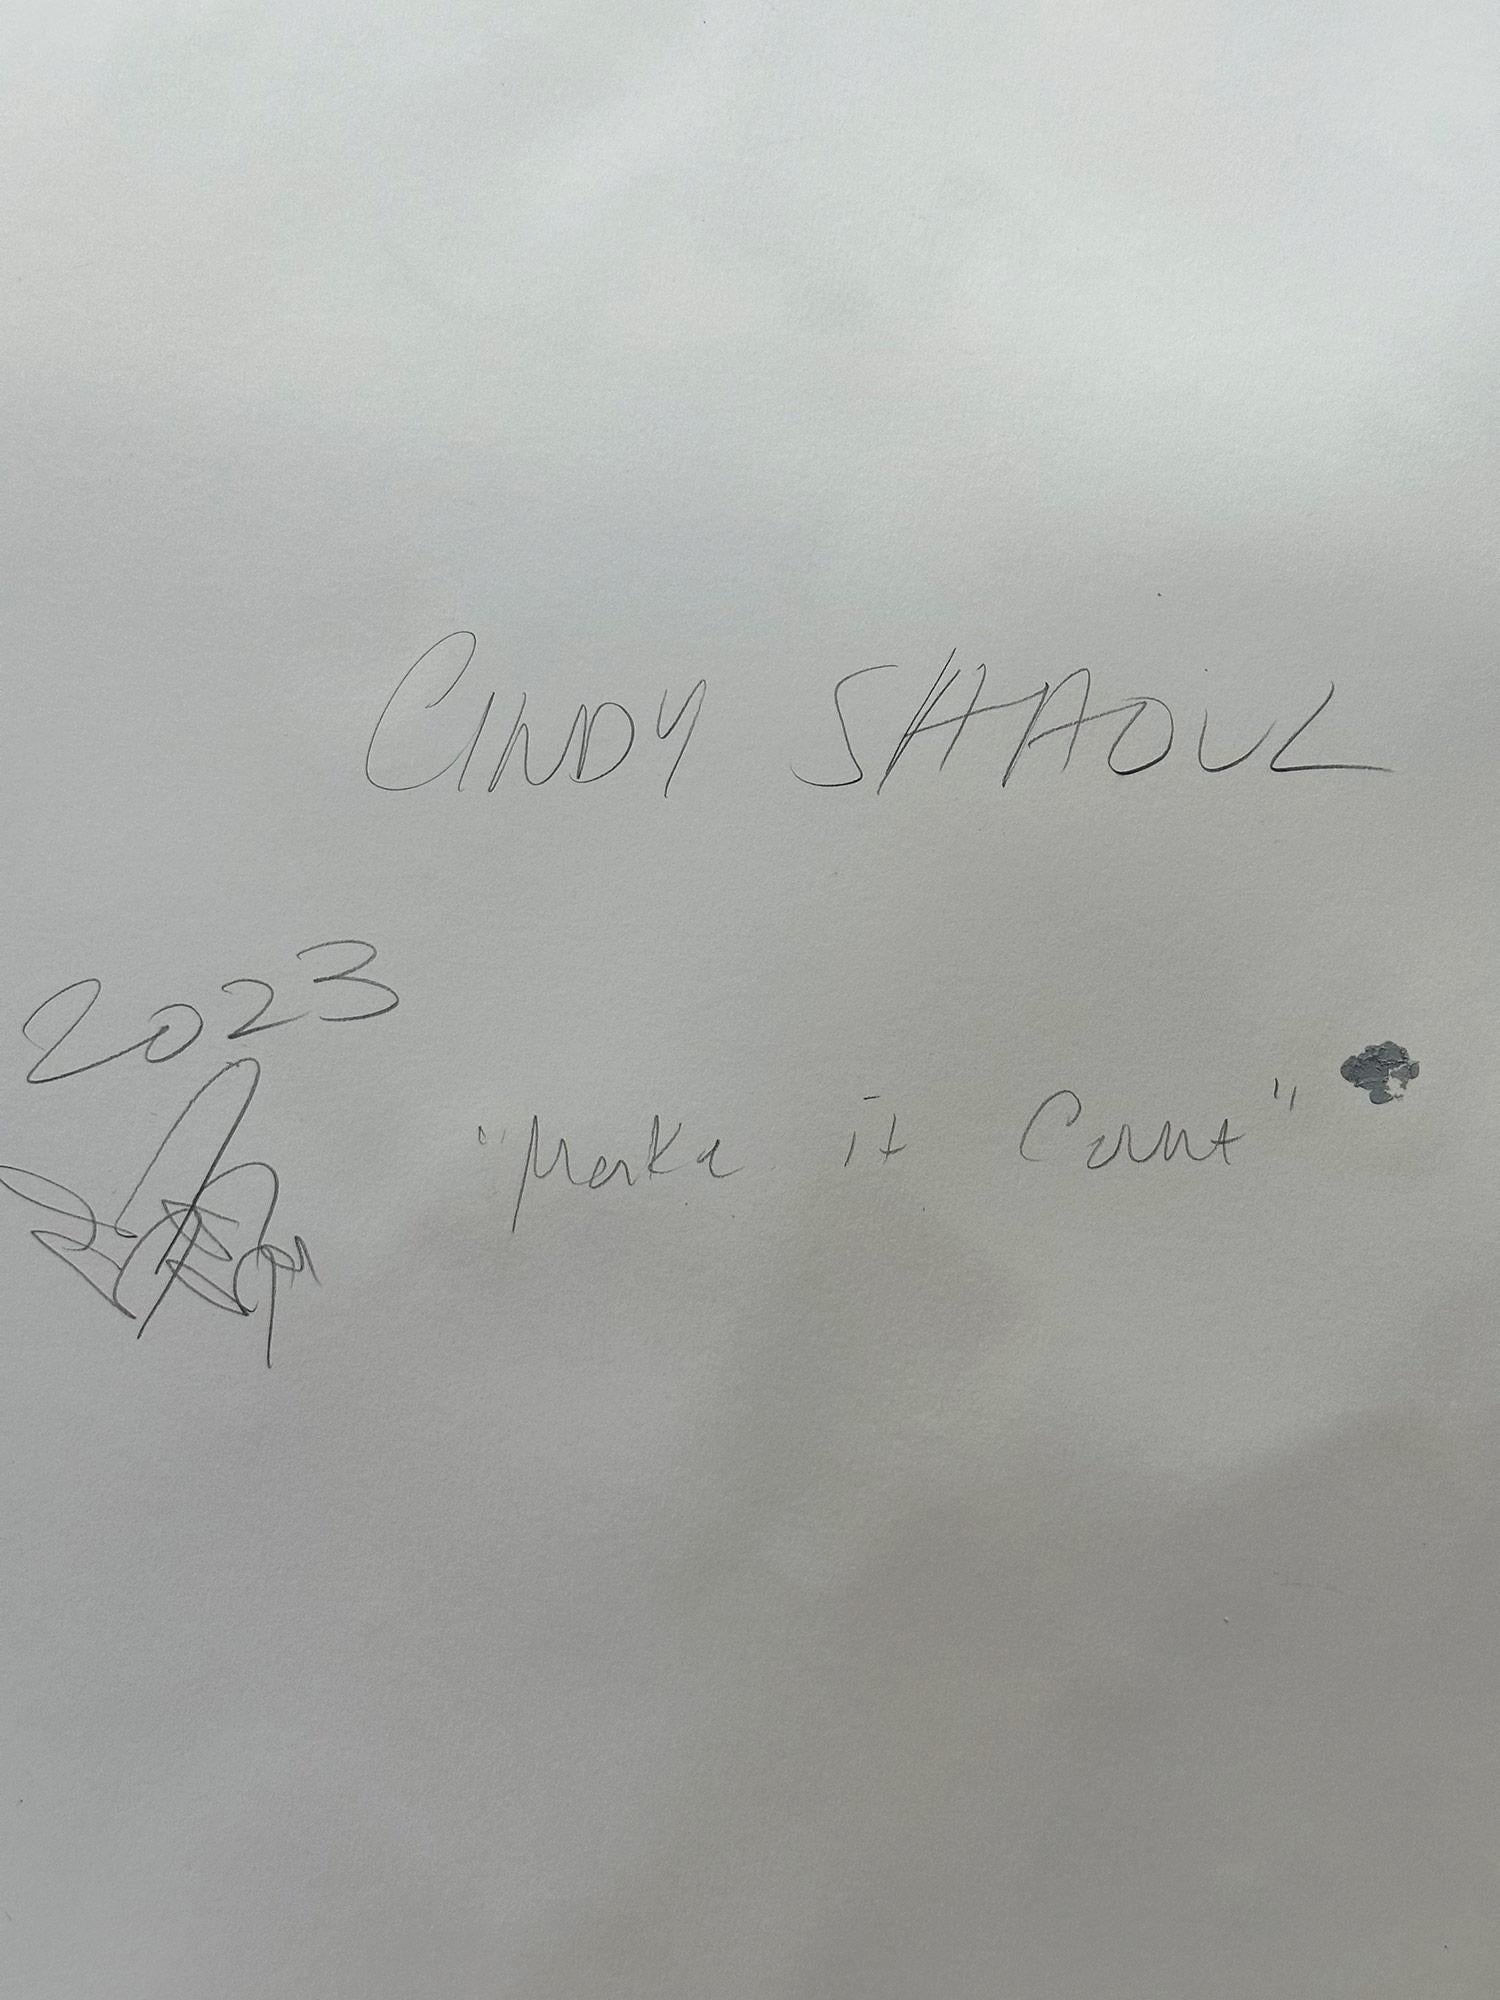 CINDY SHAOUL
2023
"Make it Count"